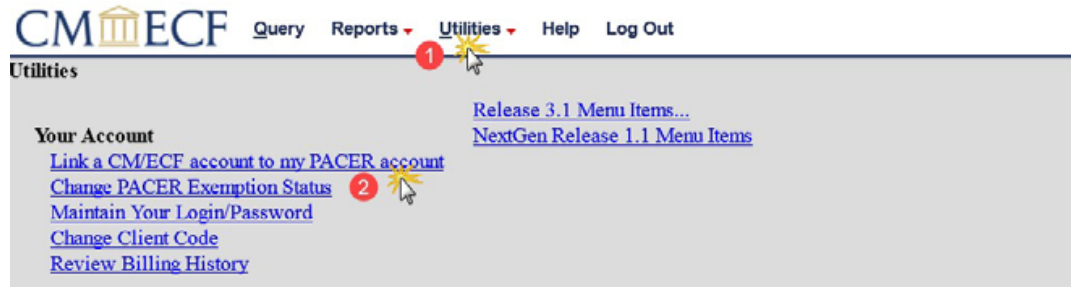 CM ECF Query Reports Utilities Help Log Out
1
Utilities
Release 3.1 Menu Items...
Your Account
NextGen Release 1.1 Menu Items
Link a CM/ECF account to my PACER account
Change PACER Exemption Status 2
Maintain Your Login/Password
Change Client Code
Review Billing History